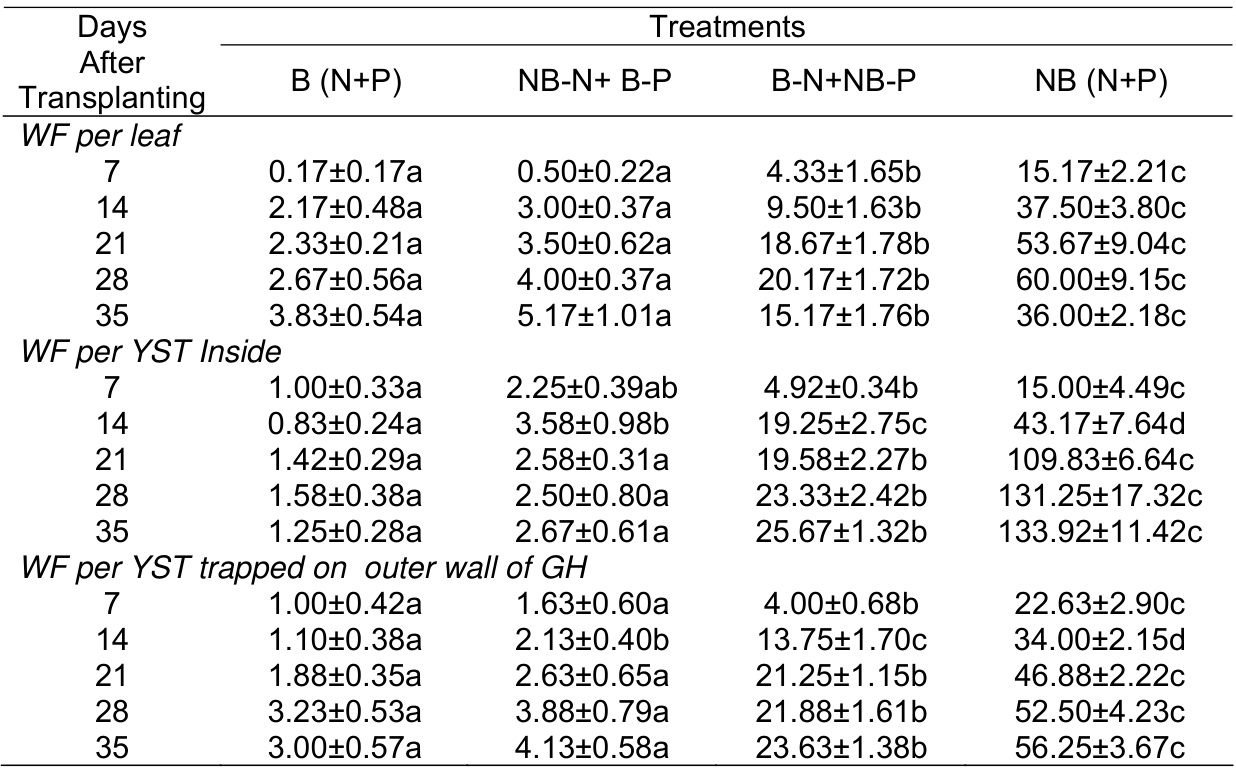 Days Treatments
After
Transplanting B (N+P) NB-N+ B-P B-N+NB-P NB (N+P)
WF per leaf
7 0.17±0.17a 0.50±0.22a 4.33±1.65b 15.17±2.21c
14 2.17±0.48a 3.00±0.37a 9.50±1.63b 37.50±3.80c
21 2.33±0.21a 3.50±0.62a 18.67±1.78b 53.67±9.04c
28 2.67±0.56a 4.00±0.37a 20.17±1.72b 60.00±9.15c
35 3.83±0.54a 5.17±1.01a 15.17±1.76b 36.00±2.18c
WF per YST Inside
7 1.00±0.33a 2.25±0.39ab 4.92±0.34b 15.00±4.49c
14 0.83±0.24a 3.58±0.98b 19.25±2.75c 43.17±7.64d
21 1.42±0.29a 2.58±0.31a 19.58±2.27b 109.83±6.64c
28 1.58±0.38a 2.50±0.80a 23.33±2.42b 131.25±17.32c
35 1.25±0.28a 2.67±0.61a 25.67±1.32b 133.92±11.42c
WF per YST trapped on outer wall of GH
7 1.00±0.42a 1.63±0.60a 4.00±0.68b 22.63±2.90c
14 1.10±0.38a 2.13±0.40b 13.75±1.70c 34.00±2.15d
21 1.88±0.35a 2.63±0.65a 21.25±1.15b 46.88±2.22c
28 3.23±0.53a 3.88±0.79a 21.88±1.61b 52.50±4.23c
35 3.00±0.57a 4.13±0.58a 23.63±1.38b 56.25±3.67c